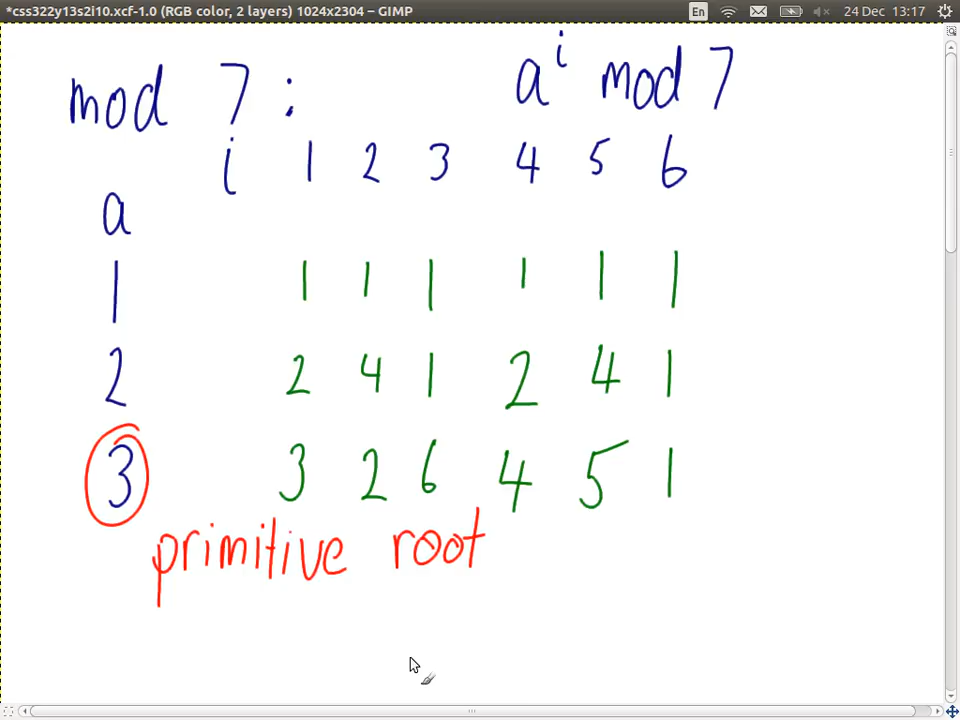 *css322y13s2i10.xcf-1.0 (RGB color, 2 layers) 1024x2304 – GIMP En 24 Dec 13:17
mod 7: a^i mod 7
i 1 2 3 4 5 6
a
1 1 1 1 1 1 1
2 2 4 1 2 4 1
3 3 2 6 4 5 1
primitive root